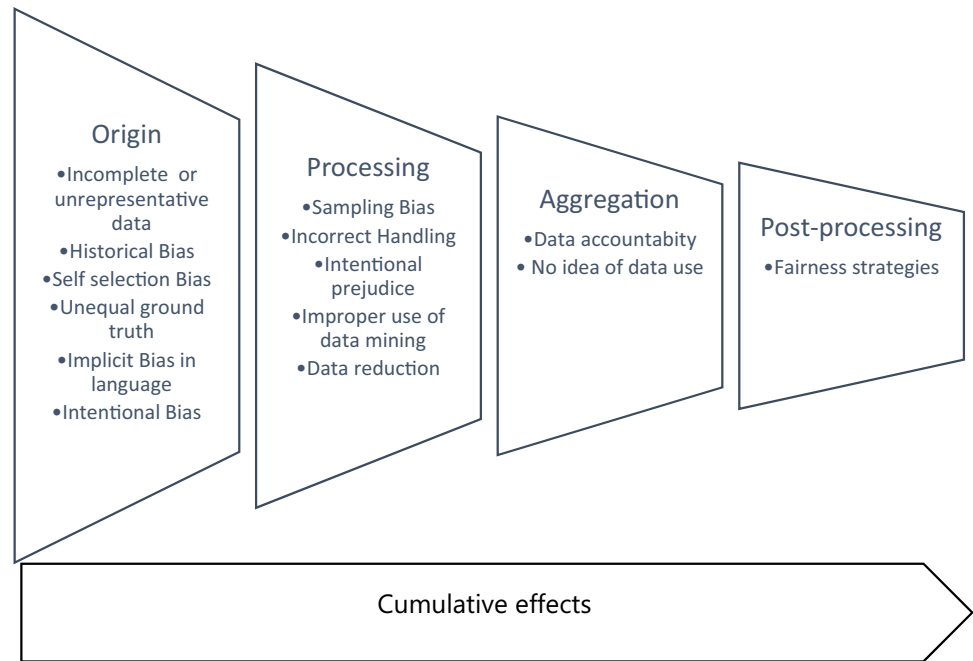 Origin
•Incomplete or
unrepresentative
data
•Historical Bias
•Self selection Bias
•Unequal ground
truth
•Implicit Bias in
language
•Intentional Bias
Processing
•Sampling Bias
•Incorrect Handling
•Intentional
prejudice
•Improper use of
data mining
•Data reduction
Aggregation
•Data accountabity
• No idea of data use
Post-processing
•Fairness strategies
Cumulative effects